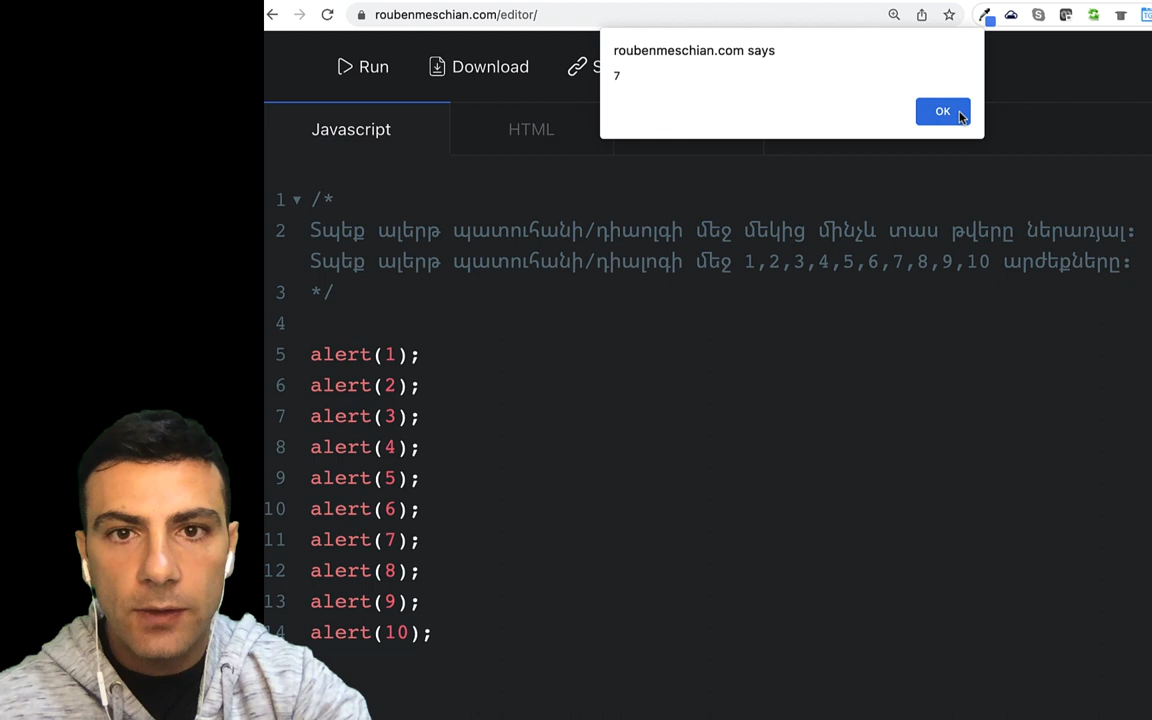 roubenmeschian.com/editor/
roubenmeschian.com says
7
OK
Run
Download
S
Javascript
HTML
1 /*
2 Տպեք ալերթ պատուհանի/դիաոլգի մեջ մեկից մինչև տաս թվերը ներառյալ:
Տպեք ալերթ պատուհանի/դիալոգի մեջ 1,2,3,4,5,6,7,8,9,10 արժեքները:
3 */
4
5 alert(1);
6 alert(2);
7 alert(3);
8 alert(4);
9 alert(5);
10 alert(6);
11 alert(7);
12 alert(8);
13 alert(9);
14 alert(10);